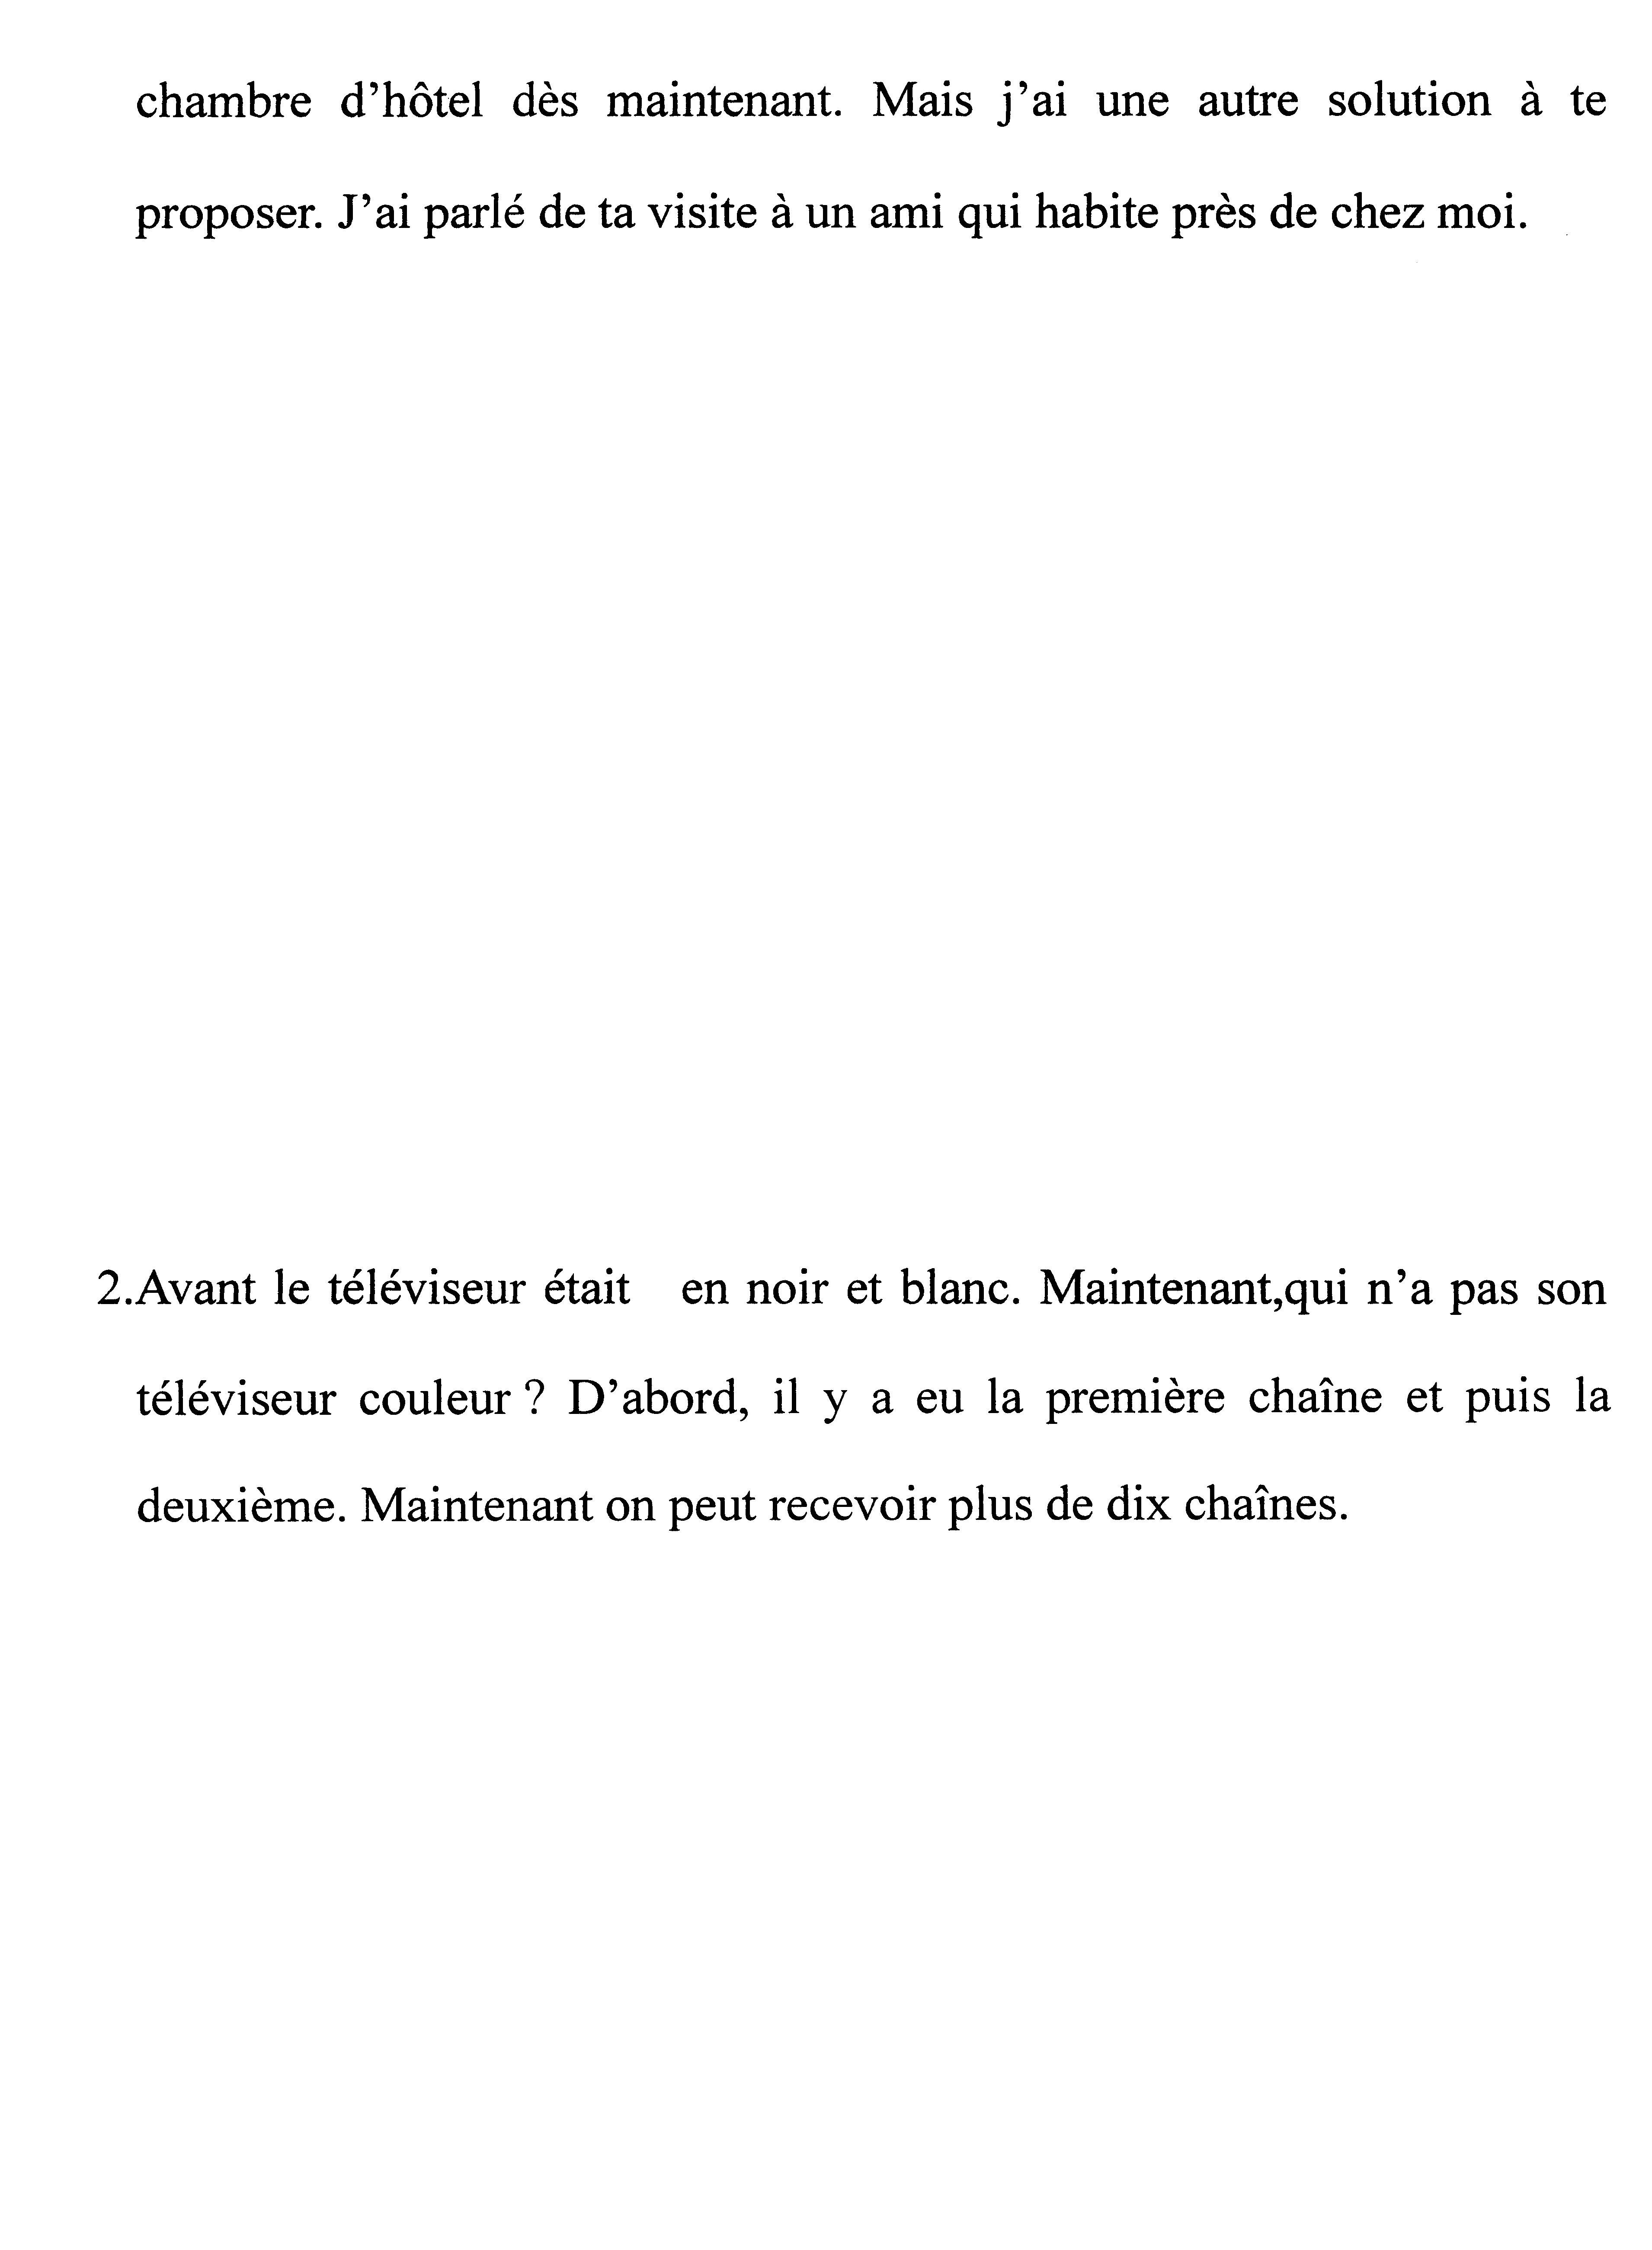 chambre d’hôtel dès maintenant. Mais j’ai une autre solution à te
proposer. J’ai parlé de ta visite à un ami qui habite près de chez moi.
2.Avant le téléviseur était en noir et blanc. Maintenant,qui n’a pas son
téléviseur couleur ? D’abord, il y a eu la première chaîne et puis la
deuxième. Maintenant on peut recevoir plus de dix chaînes.